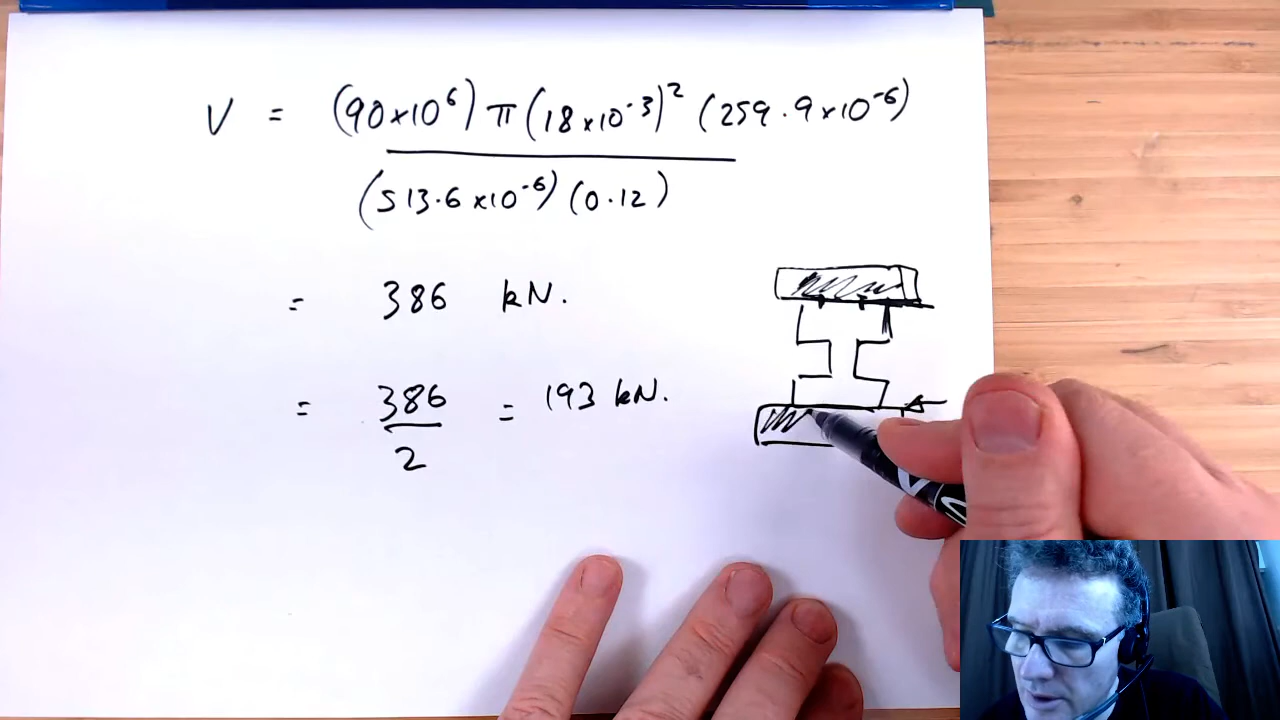 V = (90×10⁶) π (18×10⁻³)² (259.9×10⁻⁶)
(513.6×10⁻⁶)(0.12)
= 386 kN.
= 386 = 193 kN.
2